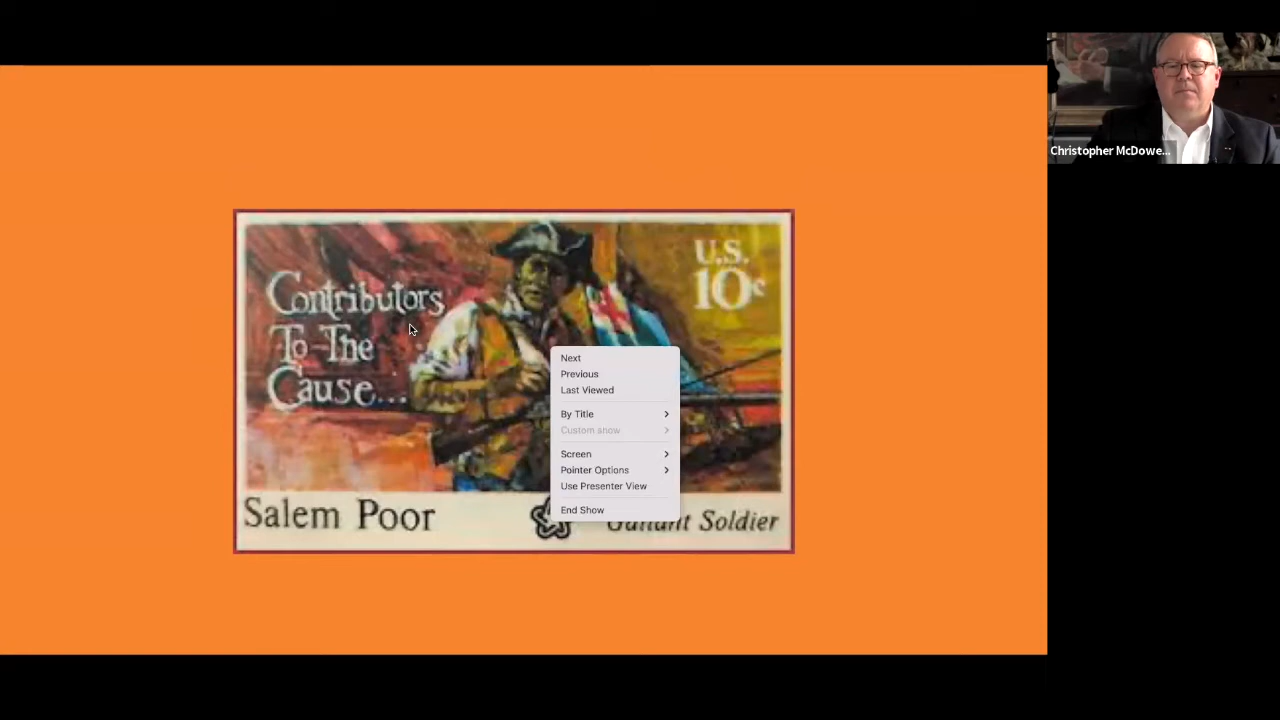 Contributors
To The
Cause...
U.S.
10c
Salem Poor
Gallant Soldier
Next
Previous
Last Viewed
By Title
Custom show
Screen
Pointer Options
Use Presenter View
End Show
Christopher McDowe...